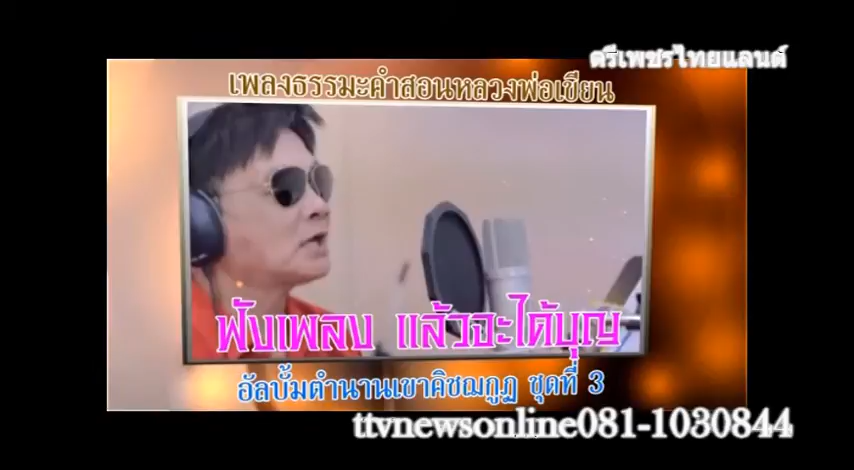 ตรีเพชรไทยแลนด์
เพลงธรรมะคำสอนหลวงพ่อเขียน
ฟังเพลง แล้วจะได้บุญ
อัลบั้มตำนานเขาคิชฌกูฏ ชุดที่ 3
ttvnewsonline081-1030844